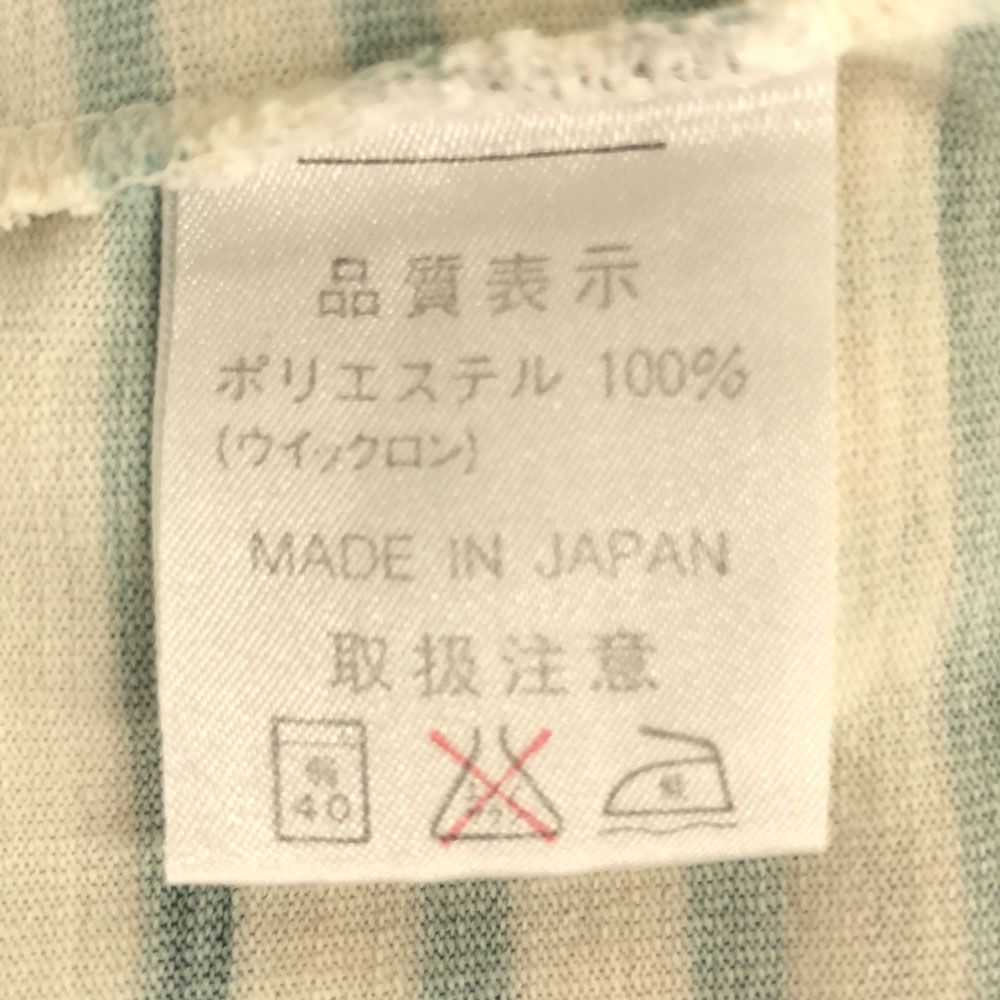 品質表示
ポリエステル 100%
(ウイックロン)
MADE IN JAPAN
取扱注意
40